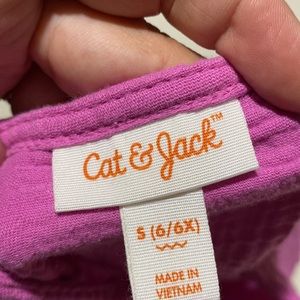 Cat & Jack™
S (6/6X)
MADE IN
VIETNAM